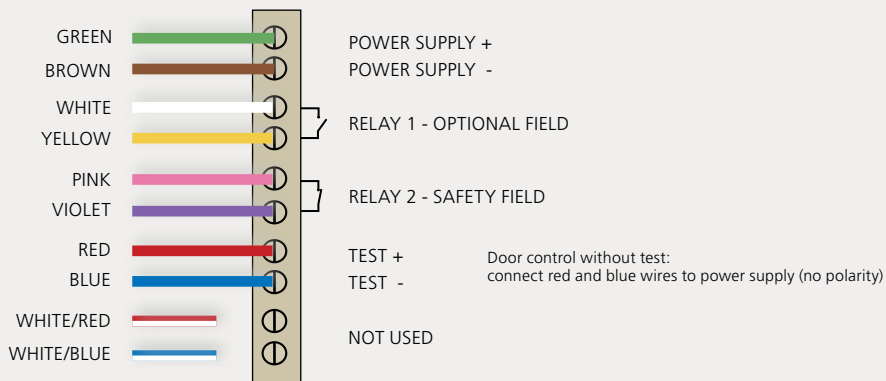 GREEN
BROWN
WHITE
YELLOW
PINK
VIOLET
RED
BLUE
WHITE/RED
WHITE/BLUE
POWER SUPPLY +
POWER SUPPLY -
RELAY 1 - OPTIONAL FIELD
RELAY 2 - SAFETY FIELD
TEST +
TEST -
NOT USED
Door control without test:
connect red and blue wires to power supply (no polarity)